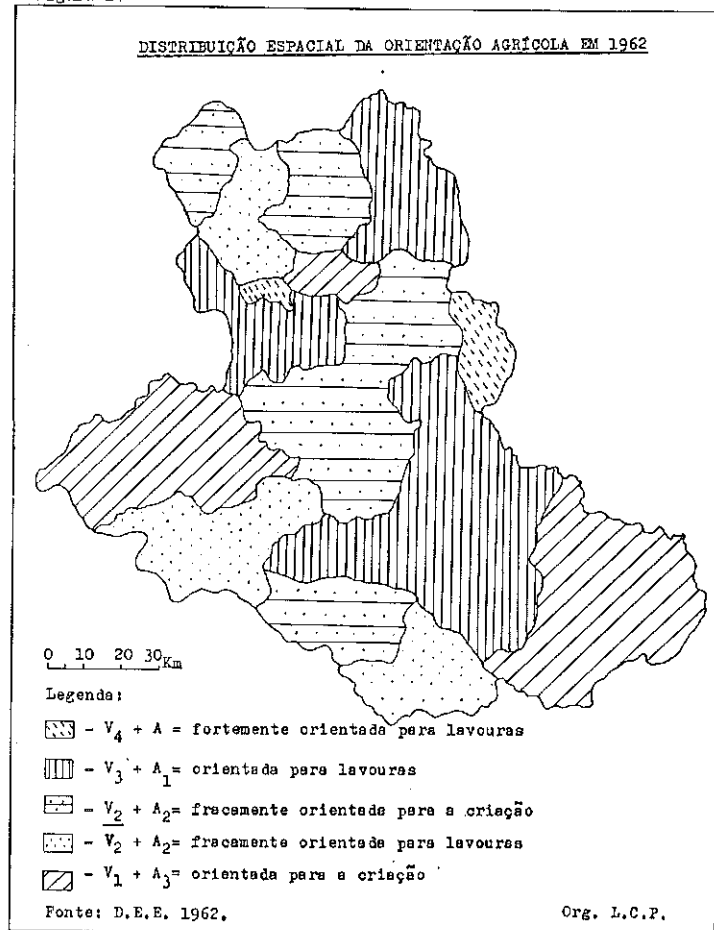 DISTRIBUIÇÃO ESPACIAL DA ORIENTAÇÃO AGRÍCOLA EM 1962
0 10 20 30 Km
Legenda:
- V4 + A = fortemente orientada para lavouras
- V3 + A1 = orientada para lavouras
- V2 + A2 = fracamente orientada para a criação
- V2 + A2 = fracamente orientada para lavouras
- V1 + A3 = orientada para a criação
Fonte: D.E.E. 1962.
Org. L.C.P.